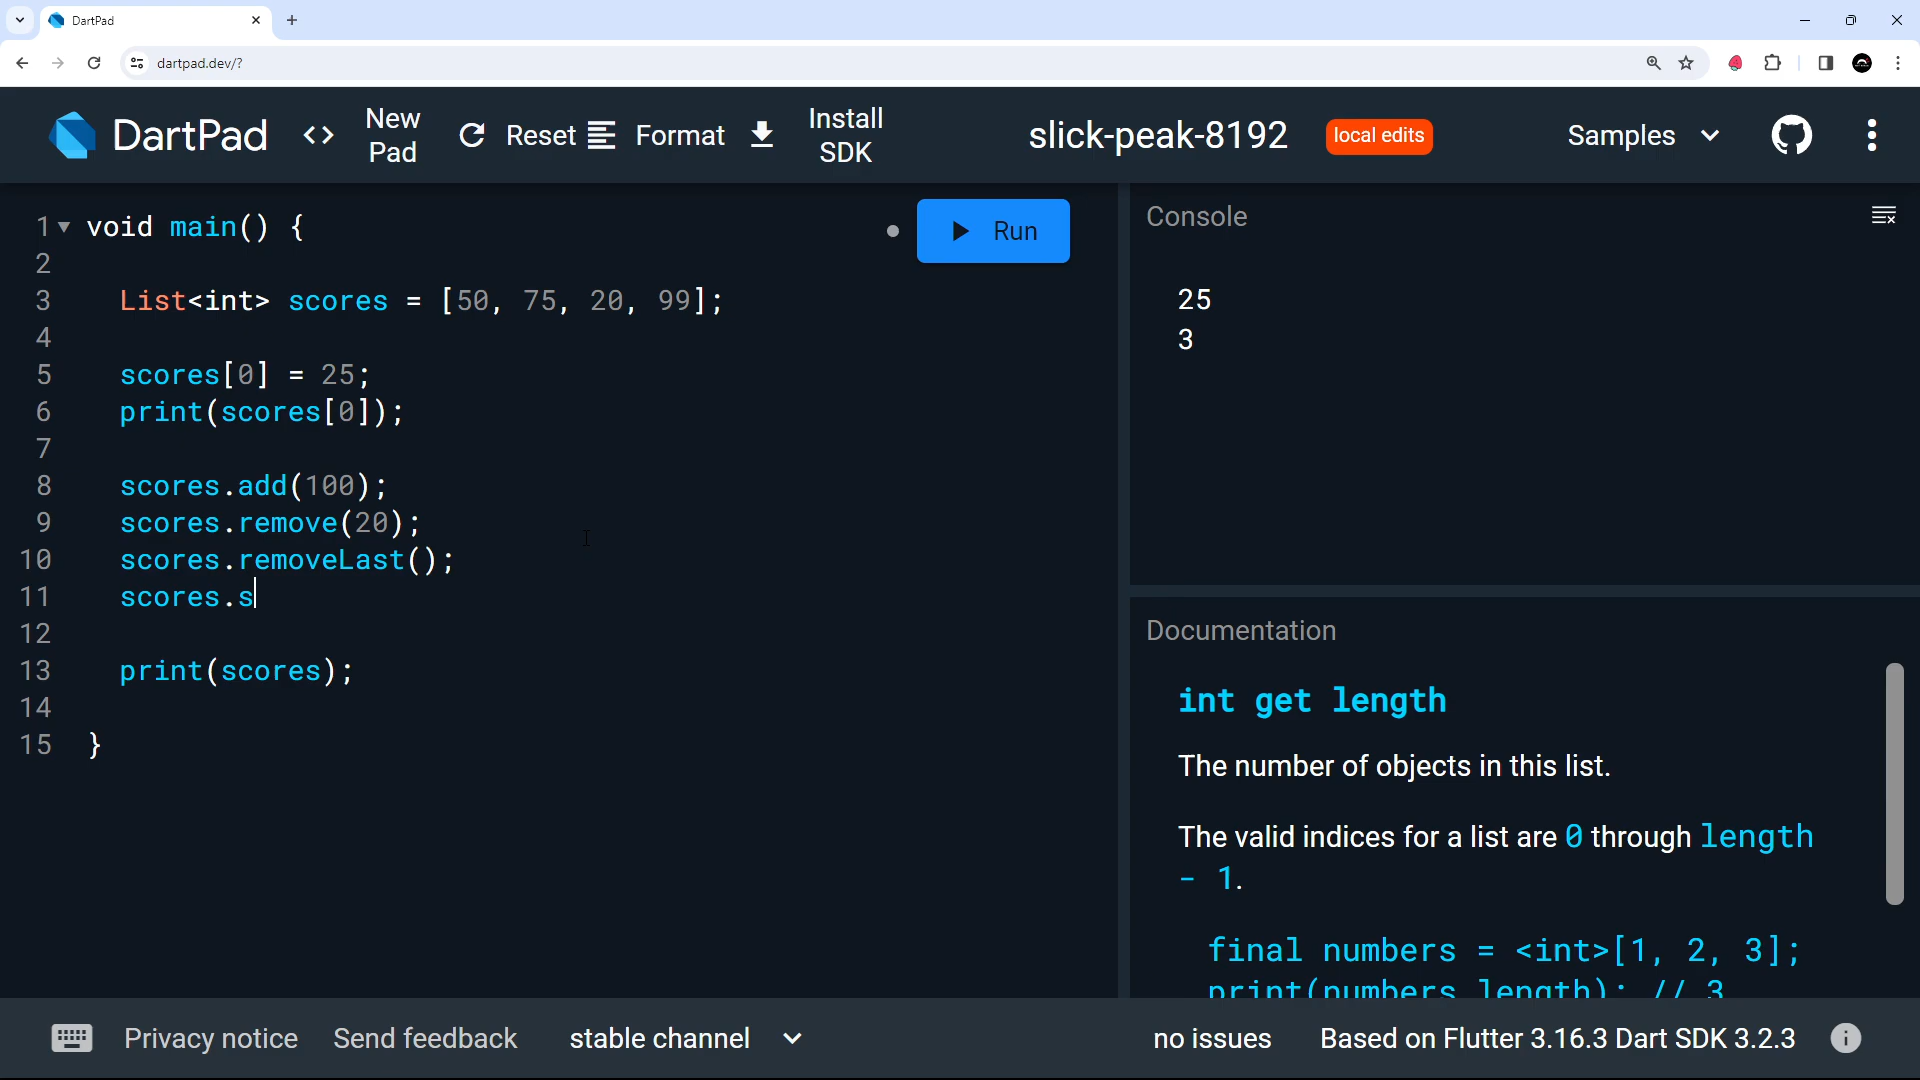 DartPad
dartpad.dev/?
DartPad
<> New Pad
Reset
Format
Install SDK
slick-peak-8192
local edits
Samples
1 void main() {
2
3 List<int> scores = [50, 75, 20, 99];
4
5 scores[0] = 25;
6 print(scores[0]);
7
8 scores.add(100);
9 scores.remove(20);
10 scores.removeLast();
11 scores.s
12
13 print(scores);
14
15 }
Run
Console
25
3
Documentation
int get length
The number of objects in this list.
The valid indices for a list are 0 through length
- 1.
final numbers = <int>[1, 2, 3];
print(numbers.length); // 3
Privacy notice
Send feedback
stable channel
no issues
Based on Flutter 3.16.3 Dart SDK 3.2.3